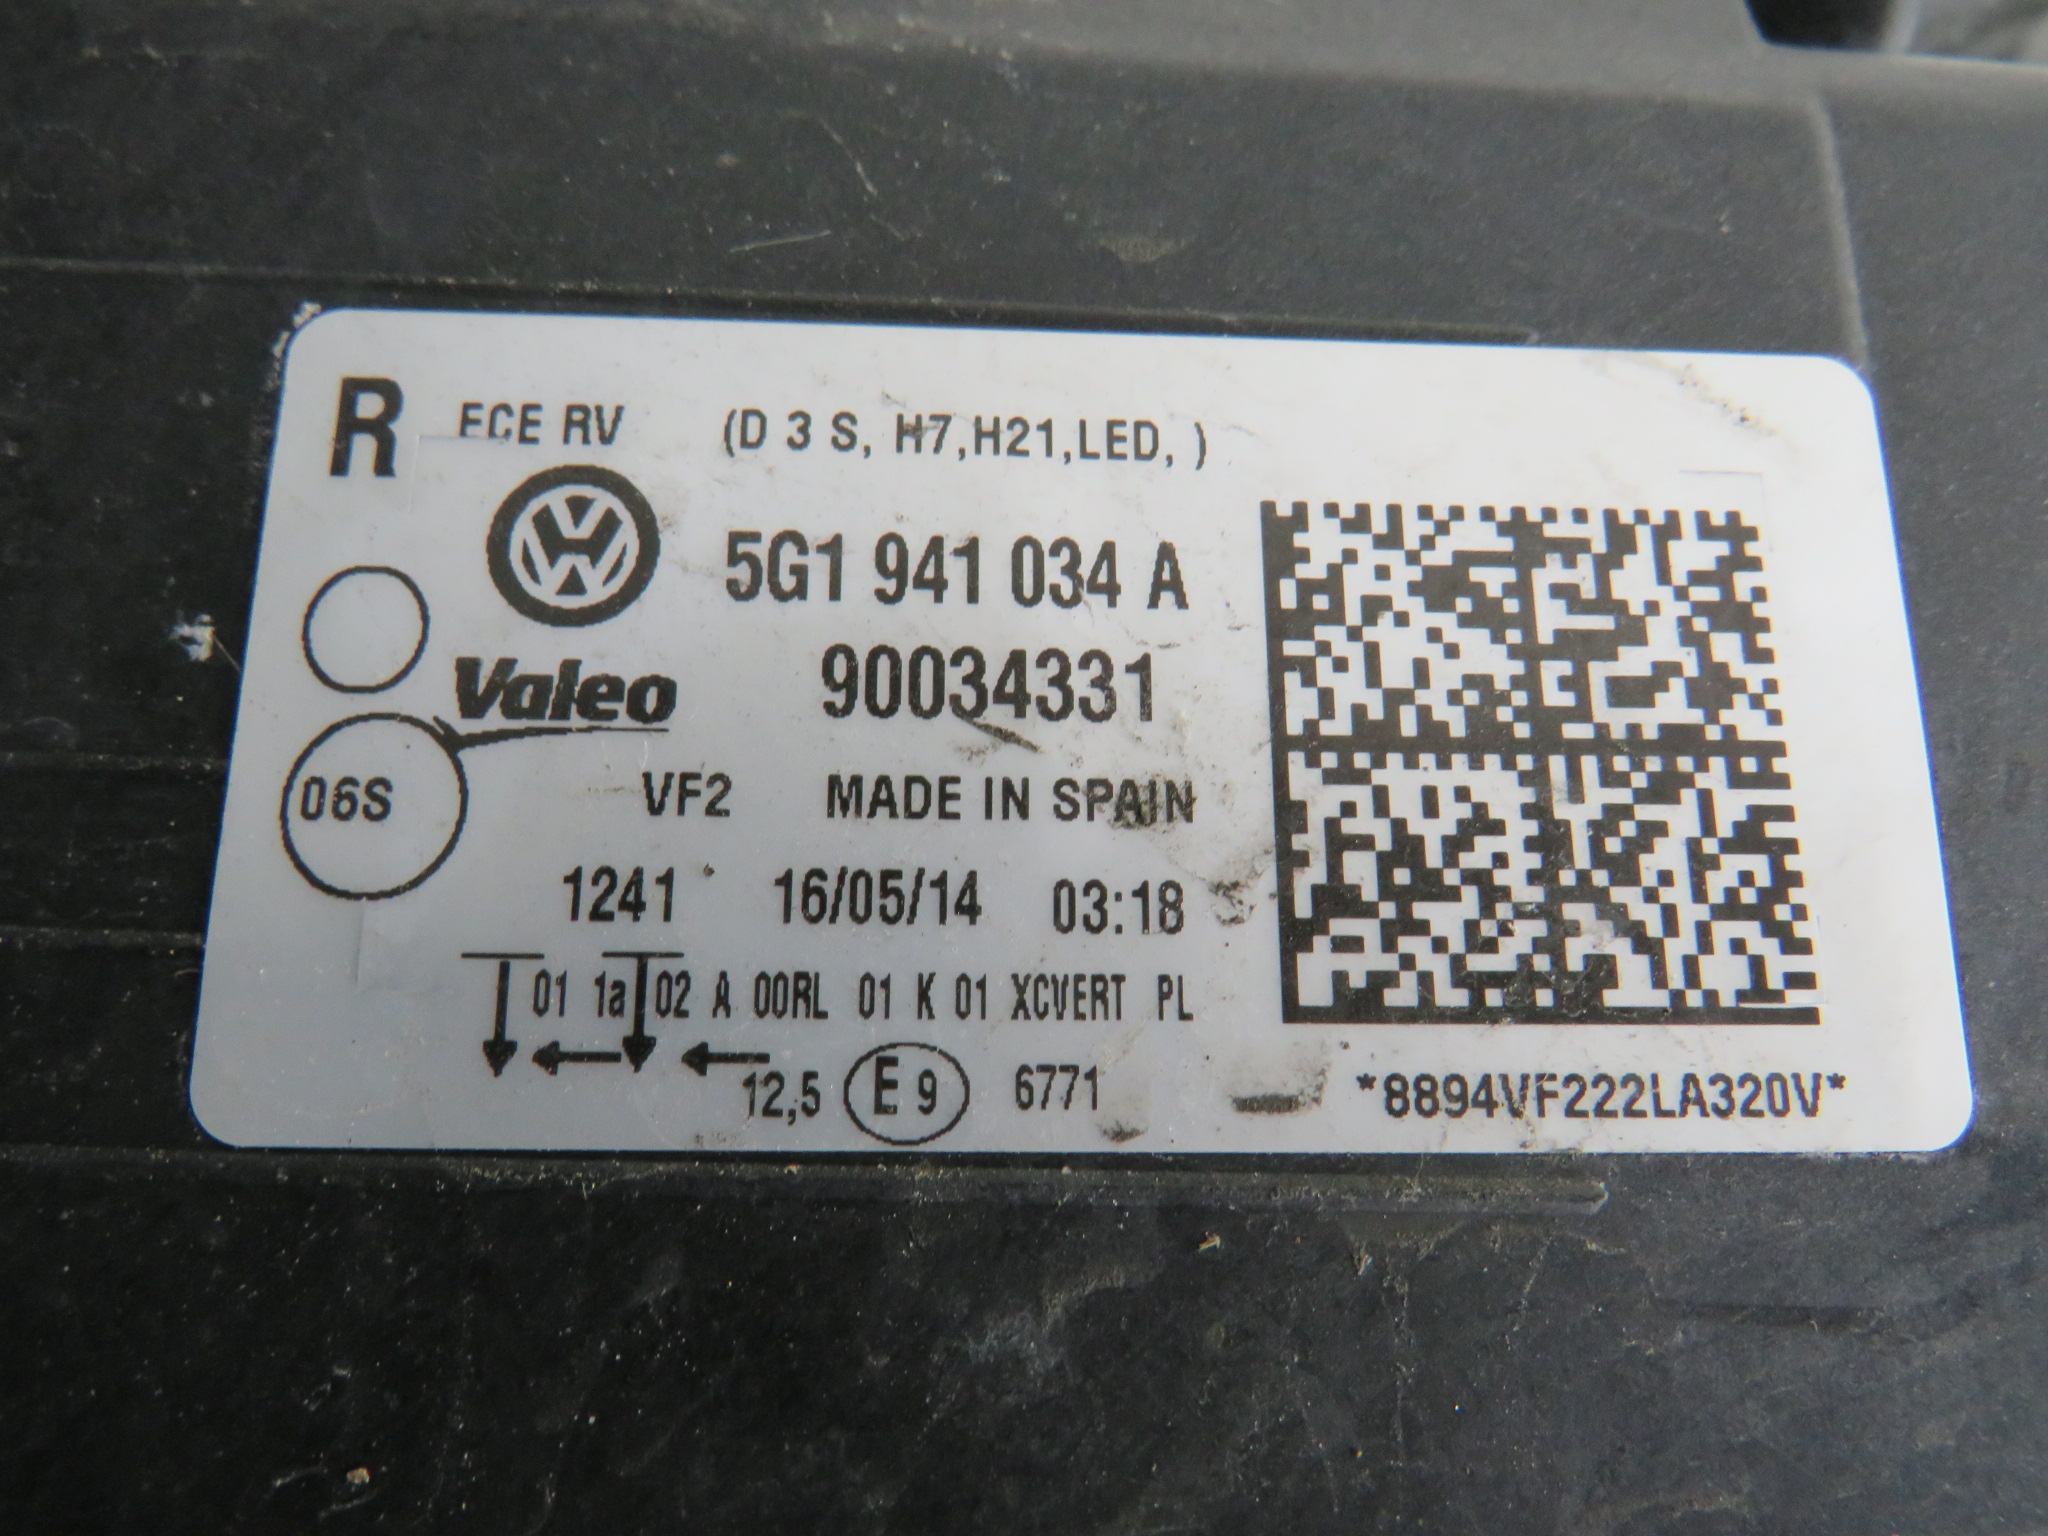 R ECE RV (D 3 S, H7,H21,LED, )
5G1 941 034 A
Valeo 90034331
06S VF2 MADE IN SPAIN
1241 16/05/14 03:18
01 1a 02 A 00RL 01 K 01 XCVERT PL
12,5 E 9 6771 *8894VF222LA320V*